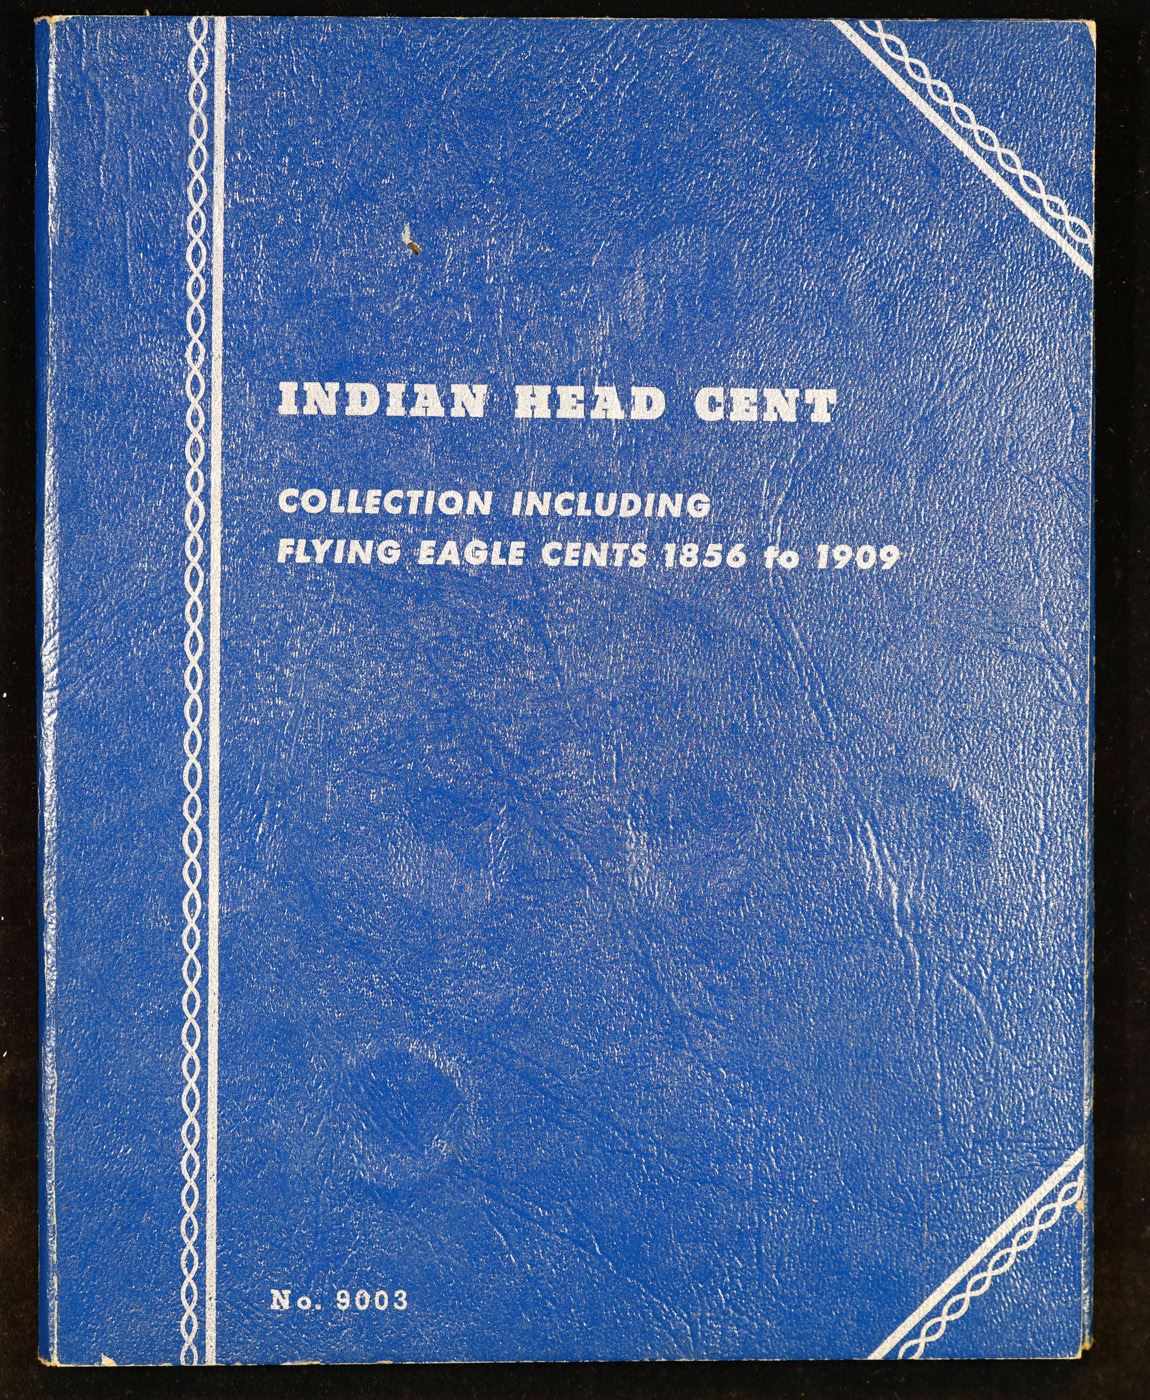 INDIAN HEAD CENT
COLLECTION INCLUDING
FLYING EAGLE CENTS 1856 to 1909
No. 9003